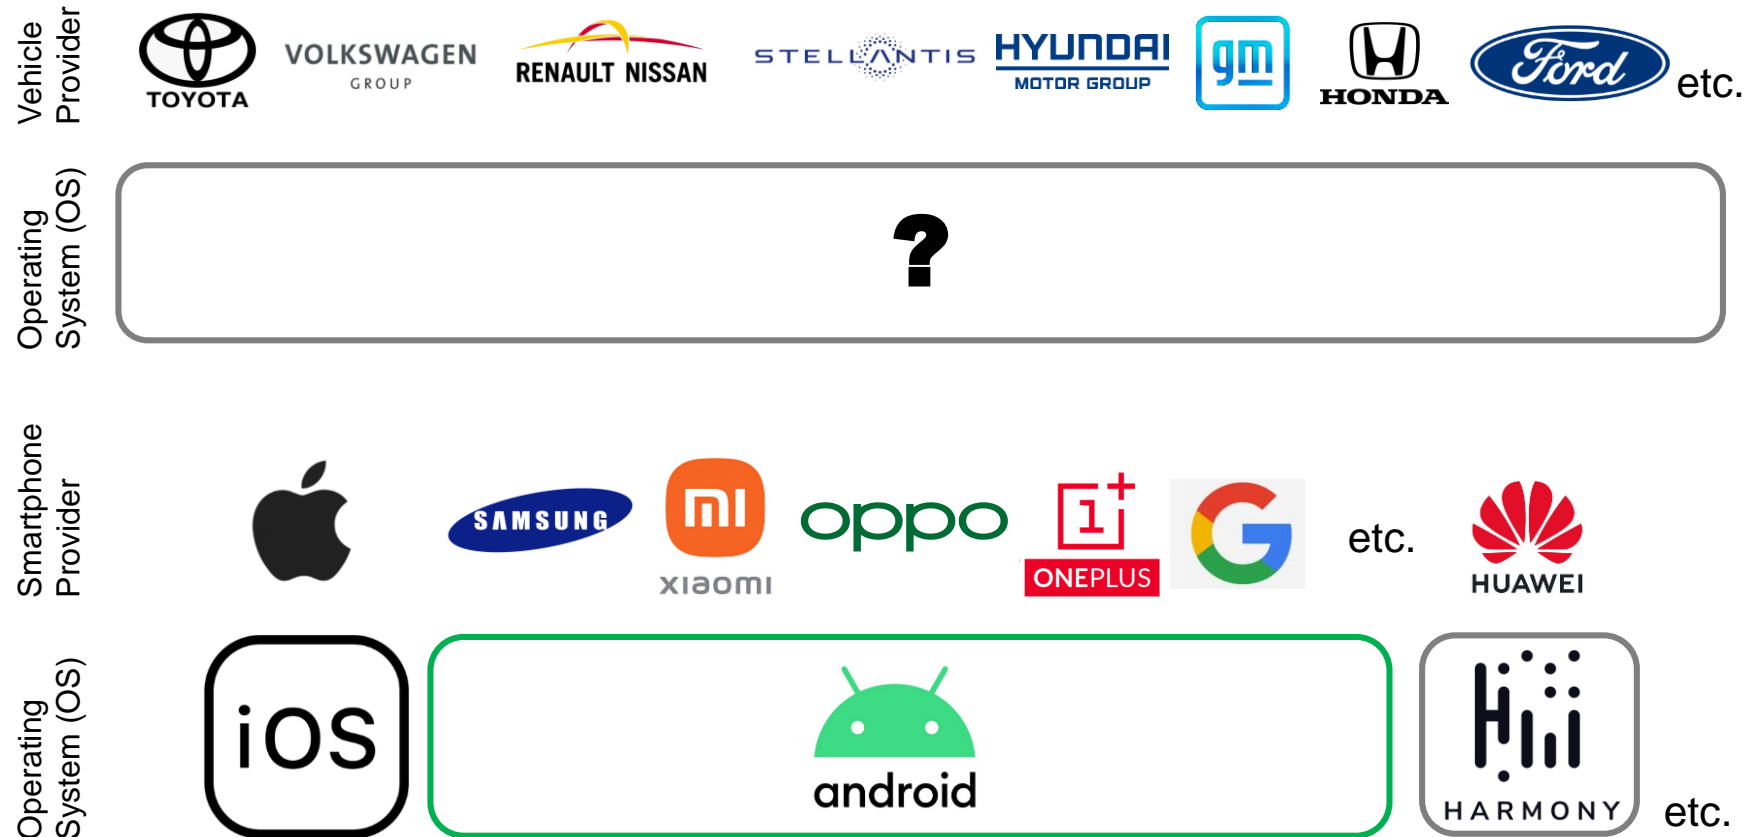 Vehicle
Provider
TOYOTA
VOLKSWAGEN
GROUP
RENAULT NISSAN
STELLANTIS
HYUNDAI
MOTOR GROUP
gm
HONDA
Ford
etc.
Operating
System (OS)
?
Smartphone
Provider
SAMSUNG
mi
xiaomi
oppo
1+
ONEPLUS
G
etc.
HUAWEI
Operating
System (OS)
iOS
android
HARMONY
etc.